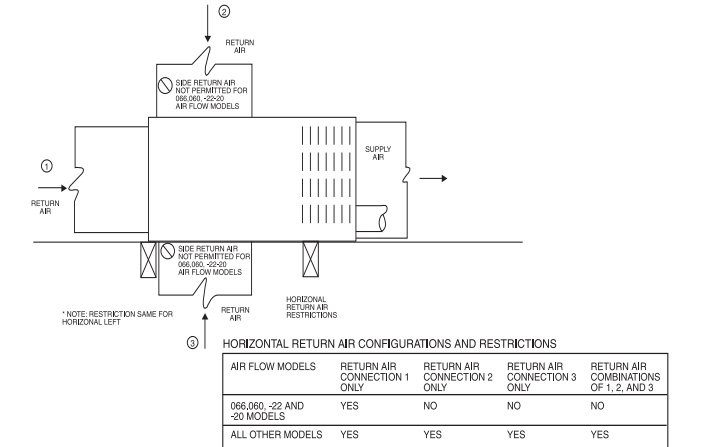 2
RETURN
AIR
SIDE RETURN AIR
NOT PERMITTED FOR
066,060, -22-20
AIR FLOW MODELS
1
RETURN
AIR
SUPPLY
AIR
SIDE RETURN AIR
NOT PERMITTED FOR
066,060, -22-20
AIR FLOW MODELS
* NOTE: RESTRICTION SAME FOR
HORIZONAL LEFT
RETURN
AIR
3
HORIZONAL
RETURN AIR
RESTRICTIONS
HORIZONTAL RETURN AIR CONFIGURATIONS AND RESTRICTIONS
AIR FLOW MODELS
RETURN AIR
CONNECTION 1
ONLY
RETURN AIR
CONNECTION 2
ONLY
RETURN AIR
CONNECTION 3
ONLY
RETURN AIR
COMBINATIONS
OF 1, 2, AND 3
066,060, -22 AND
-20 MODELS
YES
NO
NO
NO
ALL OTHER MODELS
YES
YES
YES
YES